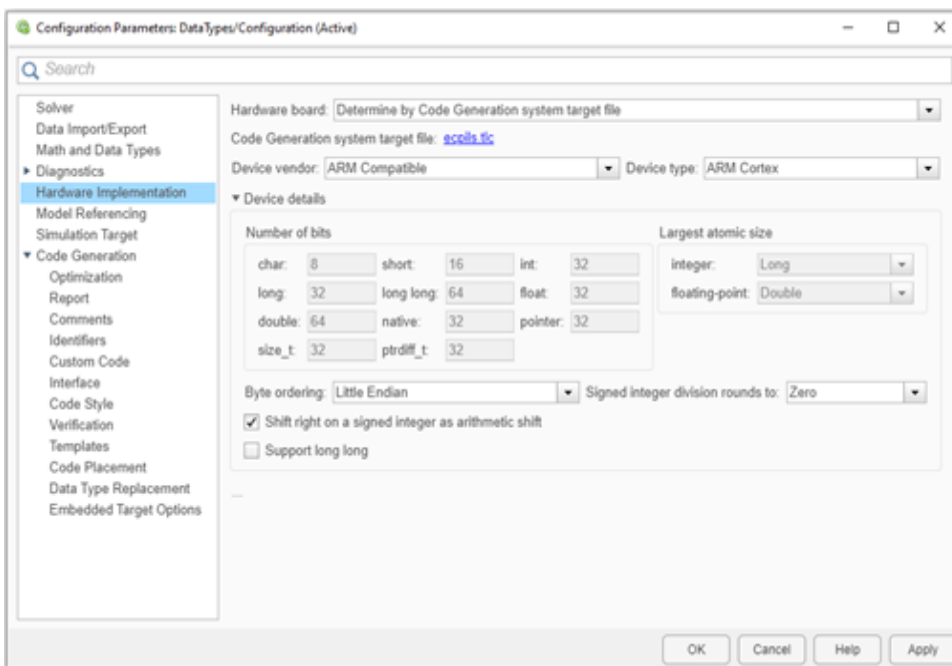 Configuration Parameters: DataTypes/Configuration (Active)
Search
Solver
Data Import/Export
Math and Data Types
Diagnostics
Hardware Implementation
Model Referencing
Simulation Target
Code Generation
Optimization
Report
Comments
Identifiers
Custom Code
Interface
Code Style
Verification
Templates
Code Placement
Data Type Replacement
Embedded Target Options
Hardware board: Determine by Code Generation system target file
Code Generation system target file: ecpils.tlc
Device vendor: ARM Compatible Device type: ARM Cortex
Device details
Number of bits
char: 8 short: 16 int: 32
long: 32 long long: 64 float: 32
double: 64 native: 32 pointer: 32
size_t: 32 ptrdiff_t: 32
Largest atomic size
integer: Long
floating-point: Double
Byte ordering: Little Endian Signed integer division rounds to: Zero
Shift right on a signed integer as arithmetic shift
Support long long
...
OK Cancel Help Apply